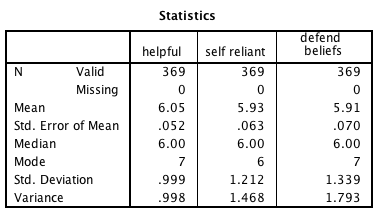 Statistics
helpful self reliant defend beliefs
N Valid 369 369 369
Missing 0 0 0
Mean 6.05 5.93 5.91
Std. Error of Mean .052 .063 .070
Median 6.00 6.00 6.00
Mode 7 6 7
Std. Deviation .999 1.212 1.339
Variance .998 1.468 1.793